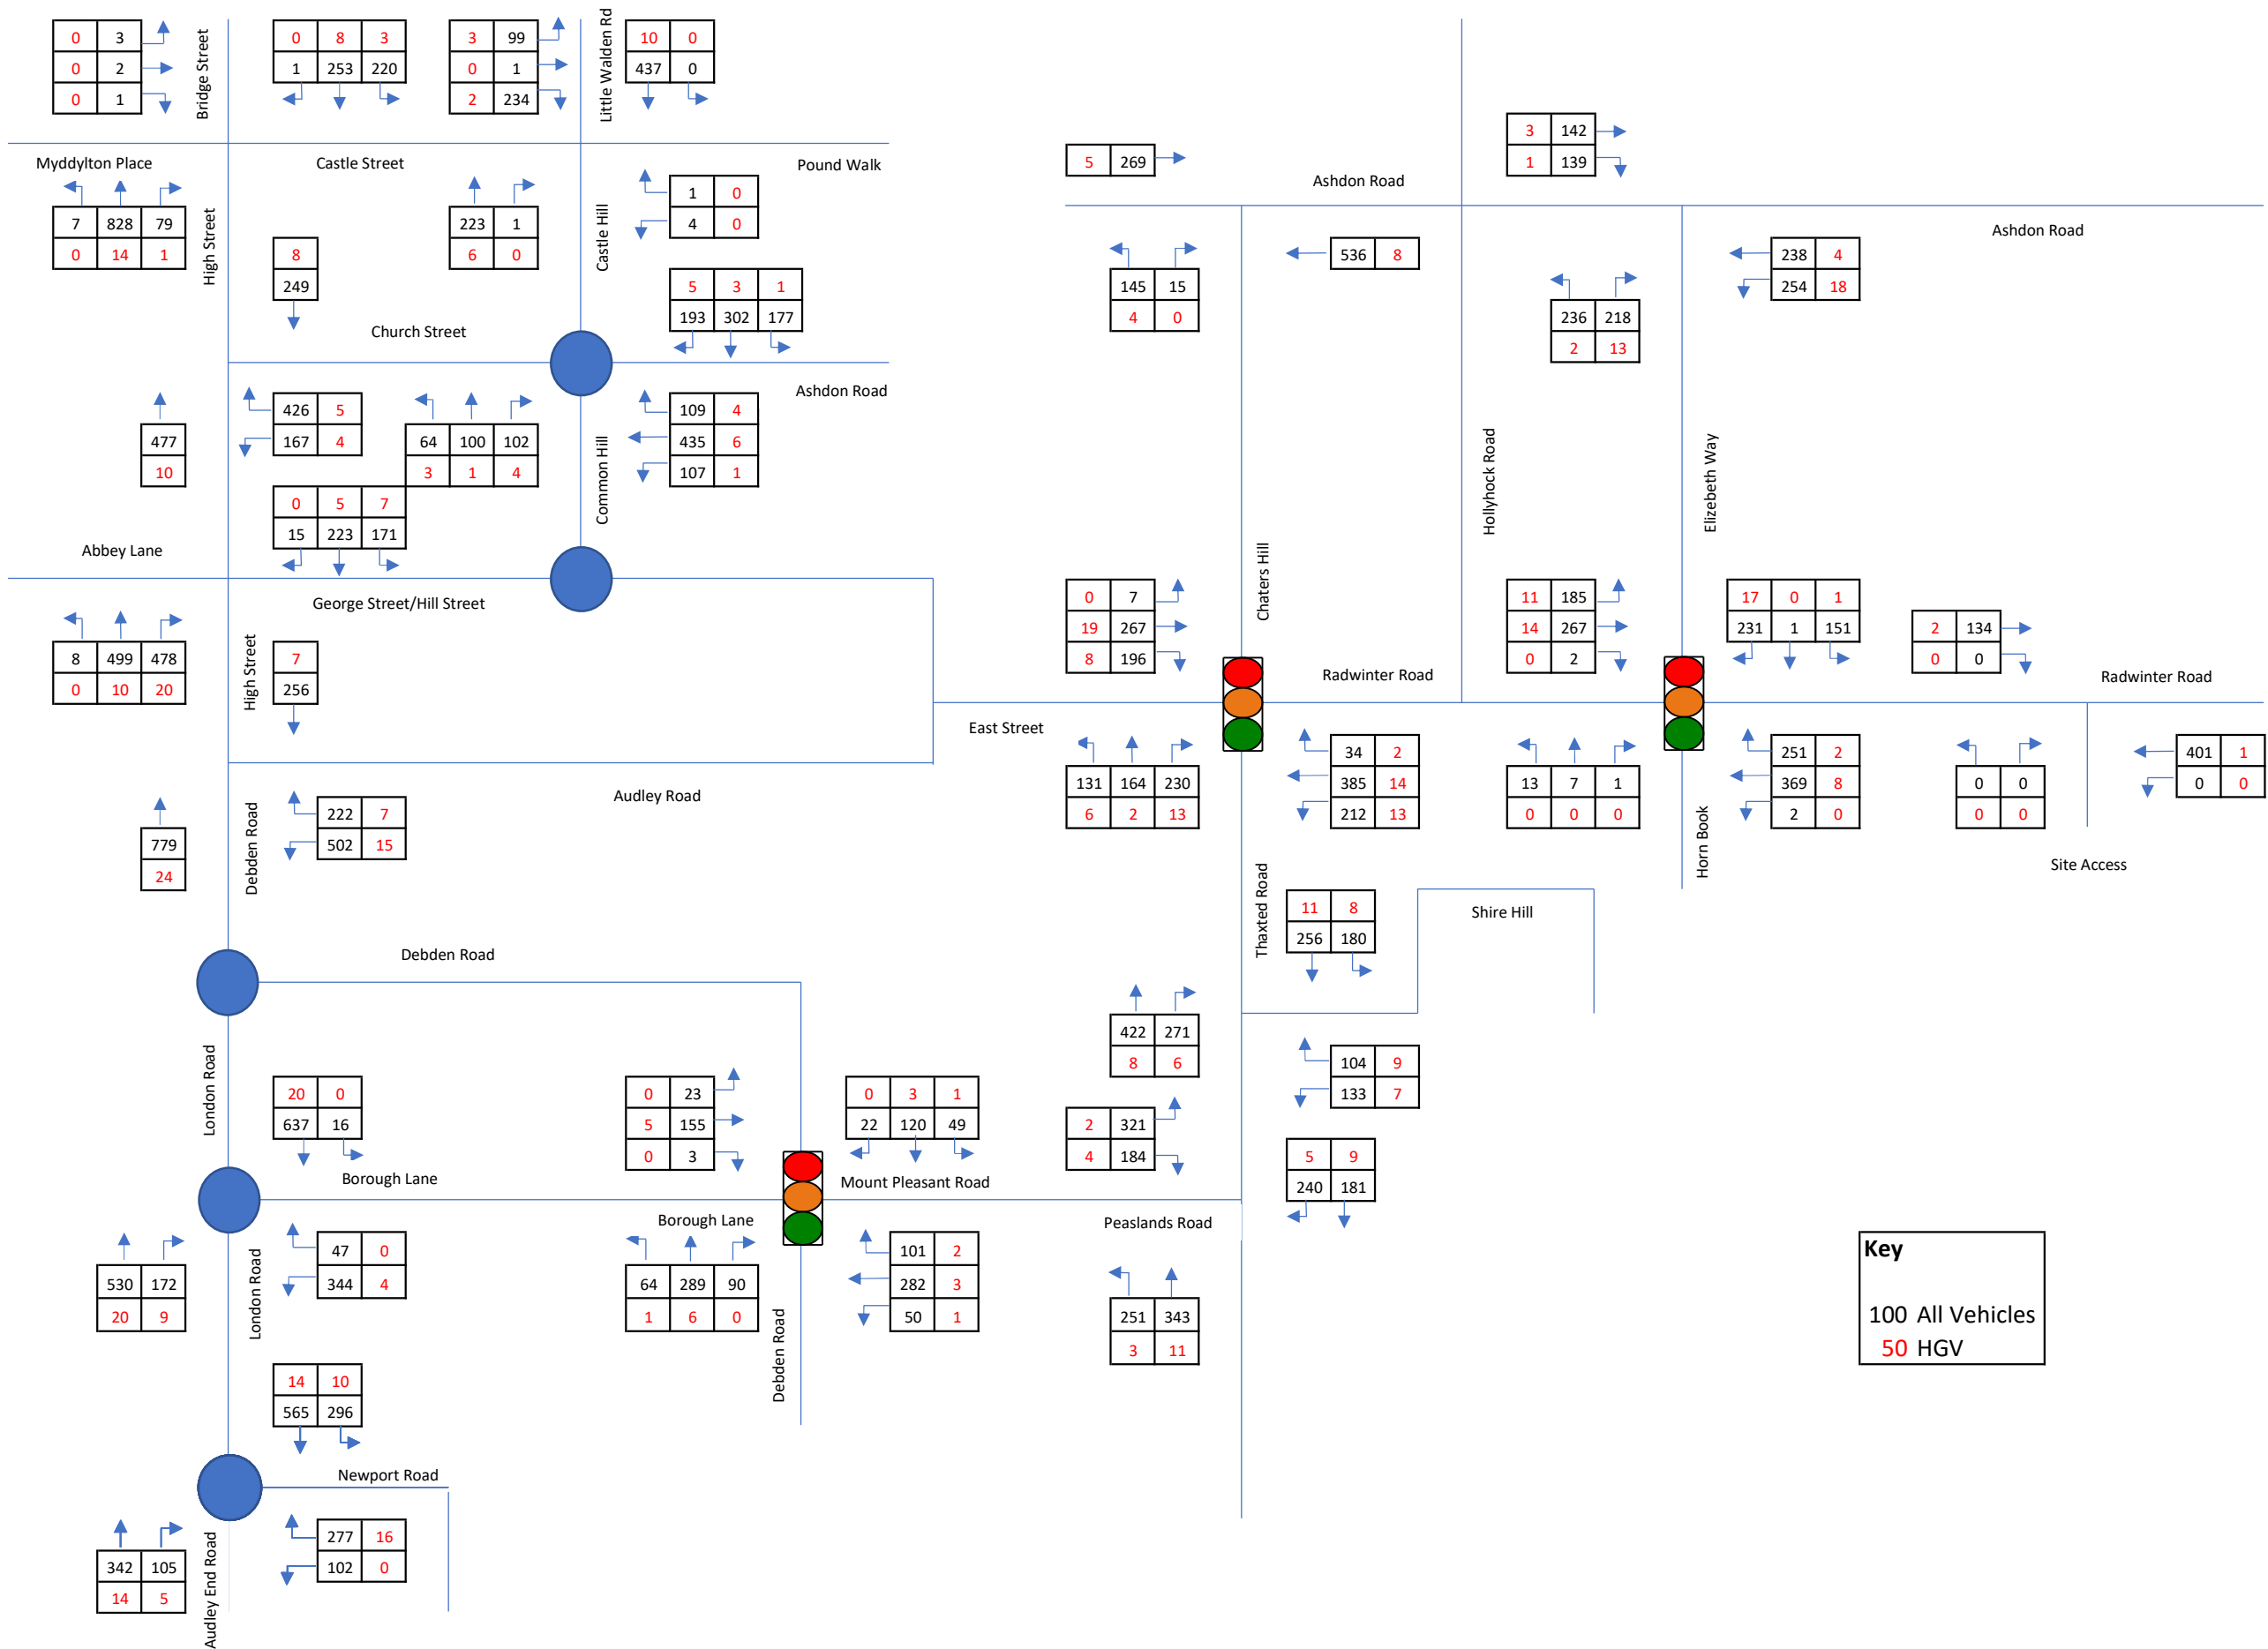 0 3
0 2
0 1
Bridge Street
0 8 3
1 253 220
3 99
0 1
2 234
Little Walden Rd
10 0
437 0
Myddylton Place
Castle Street
Pound Walk
7 828 79
0 14 1
High Street
8
249
223 1
6 0
Castle Hill
1 0
4 0
5 3 1
193 302 177
Church Street
Ashdon Road
477
10
426 5
167 4
64 100 102
3 1 4
0 5 7
15 223 171
Common Hill
109 4
435 6
107 1
Abbey Lane
George Street/Hill Street
8 499 478
0 10 20
High Street
7
256
779
24
Debden Road
222 7
502 15
Audley Road
Debden Road
London Road
20 0
637 16
Borough Lane
0 23
5 155
0 3
0 3 1
22 120 49
Mount Pleasant Road
Borough Lane
530 172
20 9
London Road
47 0
344 4
64 289 90
1 6 0
Debden Road
101 2
282 3
50 1
14 10
565 296
Newport Road
342 105
14 5
Audley End Road
277 16
102 0
5 269
Ashdon Road
3 142
1 139
Ashdon Road
145 15
4 0
536 8
236 218
2 13
238 4
254 18
Chaters Hill
Hollyhock Road
Elizebeth Way
0 7
19 267
8 196
Radwinter Road
11 185
14 267
0 2
17 0 1
231 1 151
2 134
0 0
Radwinter Road
East Street
131 164 230
6 2 13
34 2
385 14
212 13
13 7 1
0 0 0
Horn Book
251 2
369 8
2 0
0 0
0 0
401 1
0 0
Site Access
Thaxted Road
11 8
256 180
Shire Hill
422 271
8 6
104 9
133 7
2 321
4 184
5 9
240 181
Peaslands Road
251 343
3 11
Key
100 All Vehicles
50 HGV